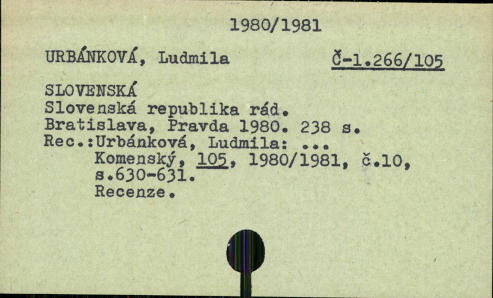 1980/1981
URBÁNKOVÁ, Ludmila Č-1.266/105
SLOVENSKÁ
Slovenská republika rád.
Bratislava, Pravda 1980. 238 s.
Rec.:Urbánková, Ludmila: ...
Komenský, 105, 1980/1981, č.10,
s.630-631.
Recenze.